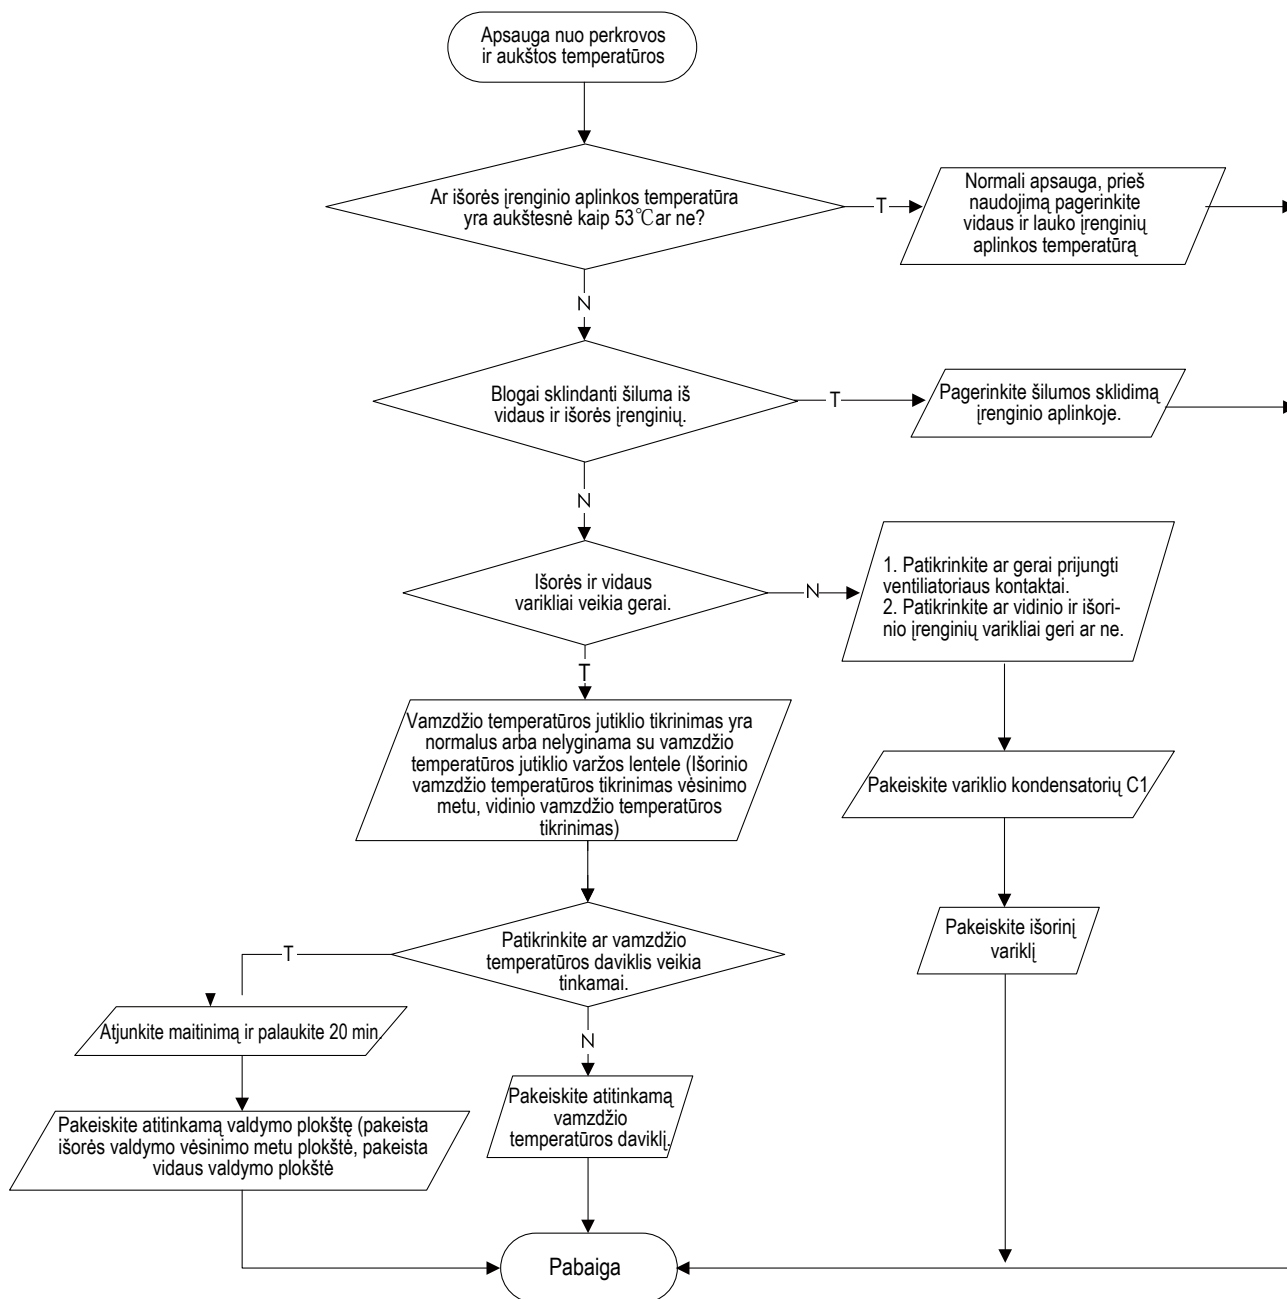 Apsauga nuo perkrovos
ir aukštos temperatūros
Ar išorės įrenginio aplinkos temperatūra
yra aukštesnė kaip 53℃ar ne?
T
Normali apsauga, prieš
naudojimą pagerinkite
vidaus ir lauko įrenginių
aplinkos temperatūrą
N
Blogai sklindanti šiluma iš
vidaus ir išorės įrenginių.
T
Pagerinkite šilumos sklidimą
įrenginio aplinkoje.
N
Išorės ir vidaus
varikliai veikia gerai.
N
1. Patikrinkite ar gerai prijungti
ventiliatoriaus kontaktai.
2. Patikrinkite ar vidinio ir išori-
nio įrenginių varikliai geri ar ne.
T
Vamzdžio temperatūros jutiklio tikrinimas yra
normalus arba nelyginama su vamzdžio
temperatūros jutiklio varžos lentele (Išorinio
vamzdžio temperatūros tikrinimas vėsinimo
metu, vidinio vamzdžio temperatūros
tikrinimas)
Pakeiskite variklio kondensatorių C1
Pakeiskite išorinį
variklį
Patikrinkite ar vamzdžio
temperatūros daviklis veikia
tinkamai.
T
Atjunkite maitinimą ir palaukite 20 min.
N
Pakeiskite atitinkamą
vamzdžio
temperatūros daviklį.
Pakeiskite atitinkamą valdymo plokštę (pakeista
išorės valdymo vėsinimo metu plokštė, pakeista
vidaus valdymo plokštė
Pabaiga